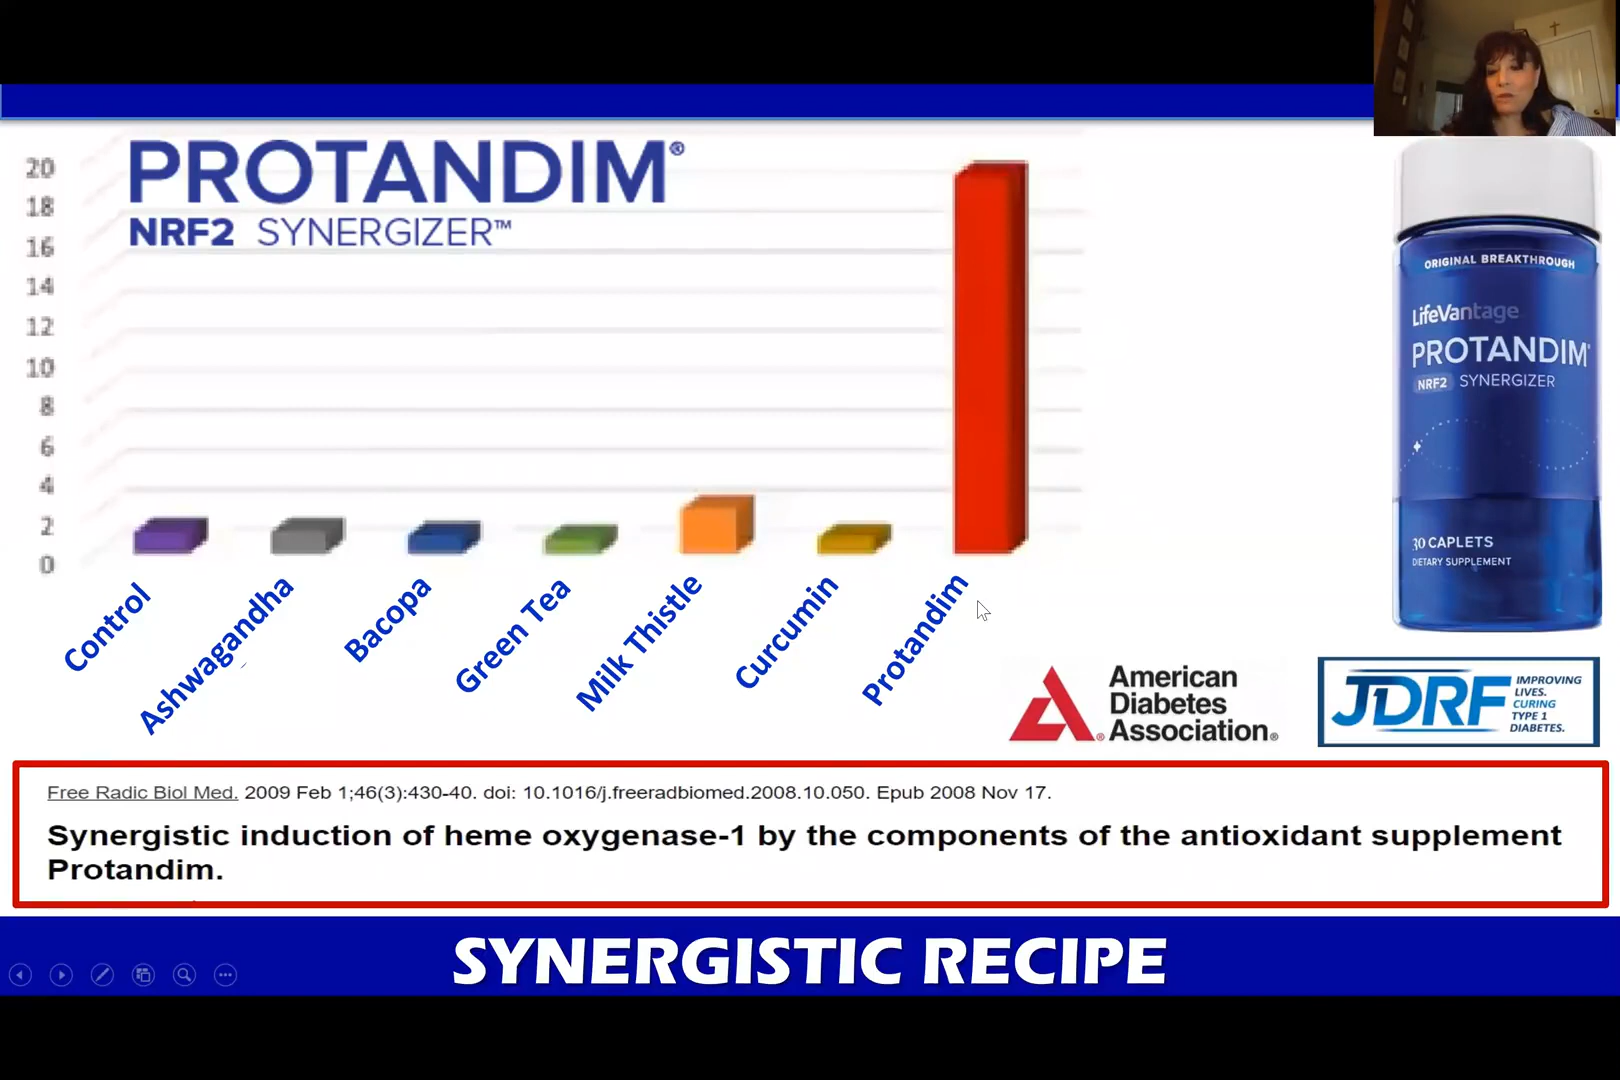 PROTANDIM®
NRF2 SYNERGIZER™
20
18
16
14
12
10
8
6
4
2
0
Control
Ashwagandha
Bacopa
Green Tea
Milk Thistle
Curcumin
Protandim
ORIGINAL BREAKTHROUGH
LifeVantage
PROTANDIM®
NRF2 SYNERGIZER
30 CAPLETS
DIETARY SUPPLEMENT
American
Diabetes
Association®
JDRF
IMPROVING
LIVES.
CURING
TYPE 1
DIABETES.
Free Radic Biol Med. 2009 Feb 1;46(3):430-40. doi: 10.1016/j.freeradbiomed.2008.10.050. Epub 2008 Nov 17.
Synergistic induction of heme oxygenase-1 by the components of the antioxidant supplement
Protandim.
SYNERGISTIC RECIPE